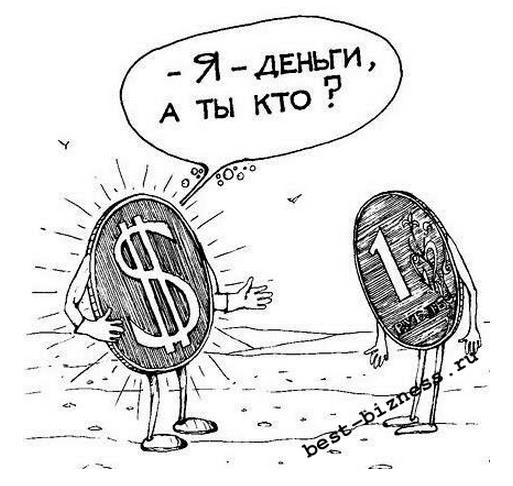 - Я - ДЕНЬГИ,
А ТЫ КТО ?
$
1
РУБЛЬ
best-bizness.ru